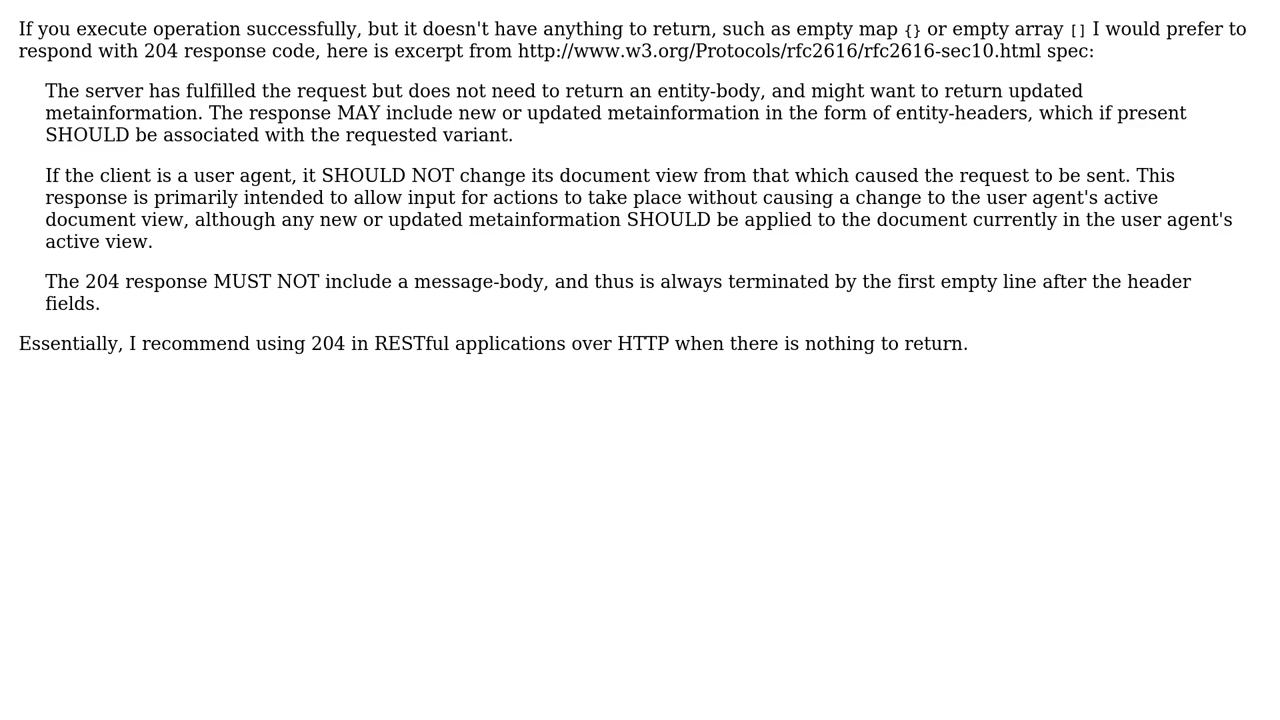 If you execute operation successfully, but it doesn't have anything to return, such as empty map {} or empty array [] I would prefer to
respond with 204 response code, here is excerpt from http://www.w3.org/Protocols/rfc2616/rfc2616-sec10.html spec:
The server has fulfilled the request but does not need to return an entity-body, and might want to return updated
metainformation. The response MAY include new or updated metainformation in the form of entity-headers, which if present
SHOULD be associated with the requested variant.
If the client is a user agent, it SHOULD NOT change its document view from that which caused the request to be sent. This
response is primarily intended to allow input for actions to take place without causing a change to the user agent's active
document view, although any new or updated metainformation SHOULD be applied to the document currently in the user agent's
active view.
The 204 response MUST NOT include a message-body, and thus is always terminated by the first empty line after the header
fields.
Essentially, I recommend using 204 in RESTful applications over HTTP when there is nothing to return.